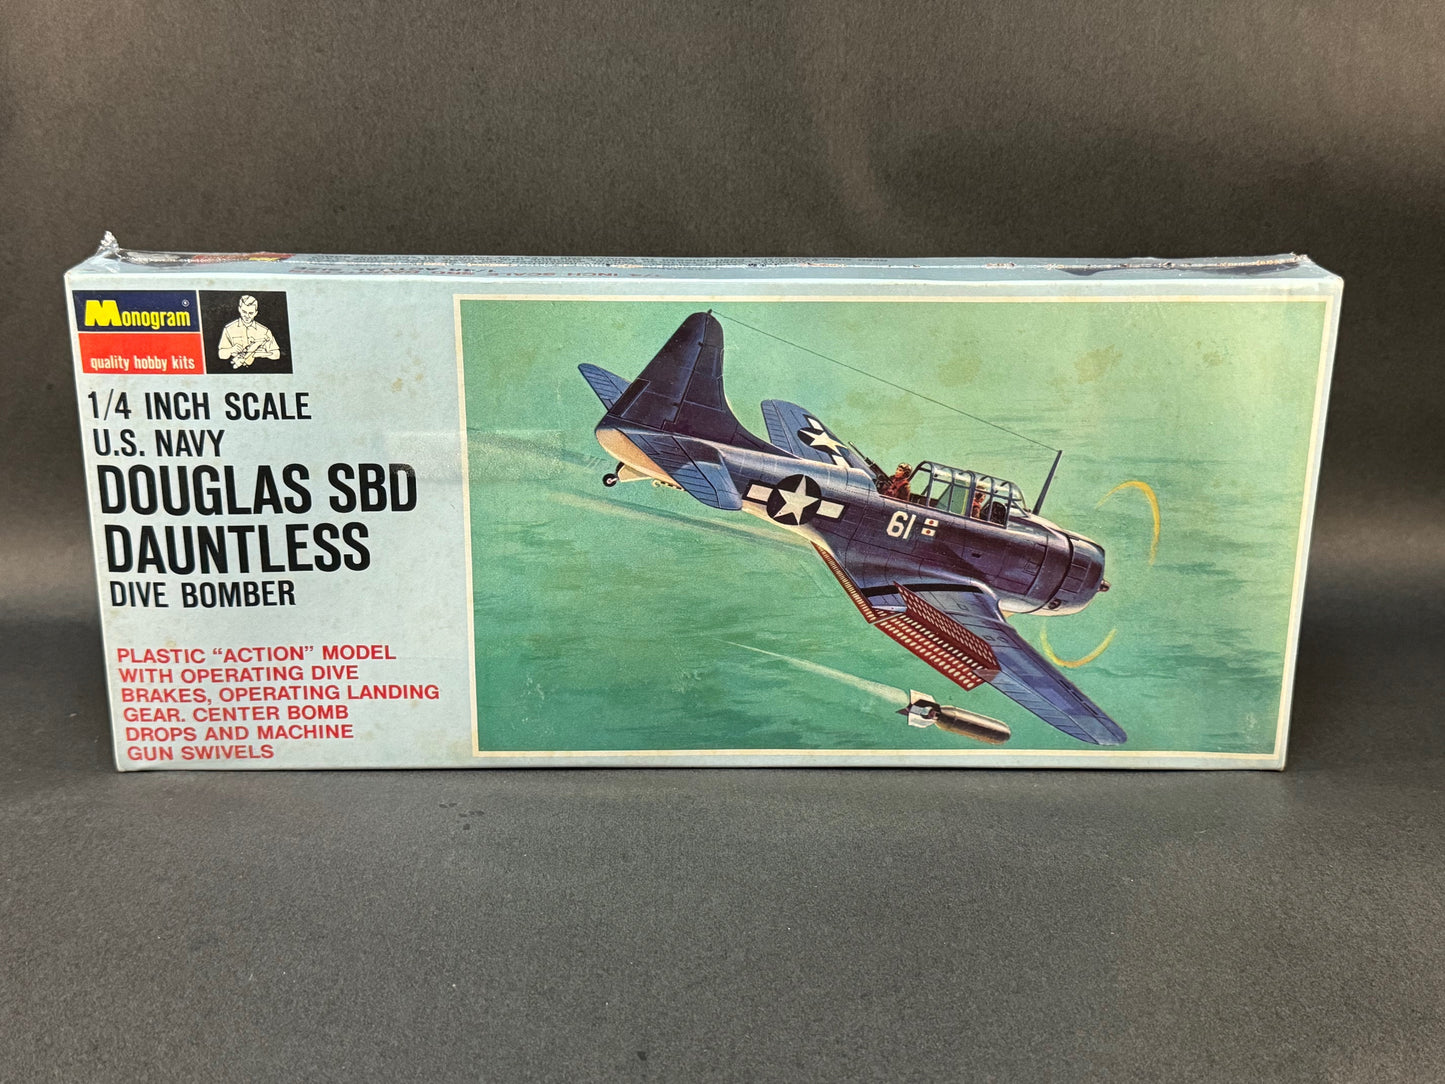 Monogram®
quality hobby kits
1/4 INCH SCALE
U.S. NAVY
DOUGLAS SBD
DAUNTLESS
DIVE BOMBER
PLASTIC “ACTION” MODEL
WITH OPERATING DIVE
BRAKES, OPERATING LANDING
GEAR. CENTER BOMB
DROPS AND MACHINE
GUN SWIVELS
61